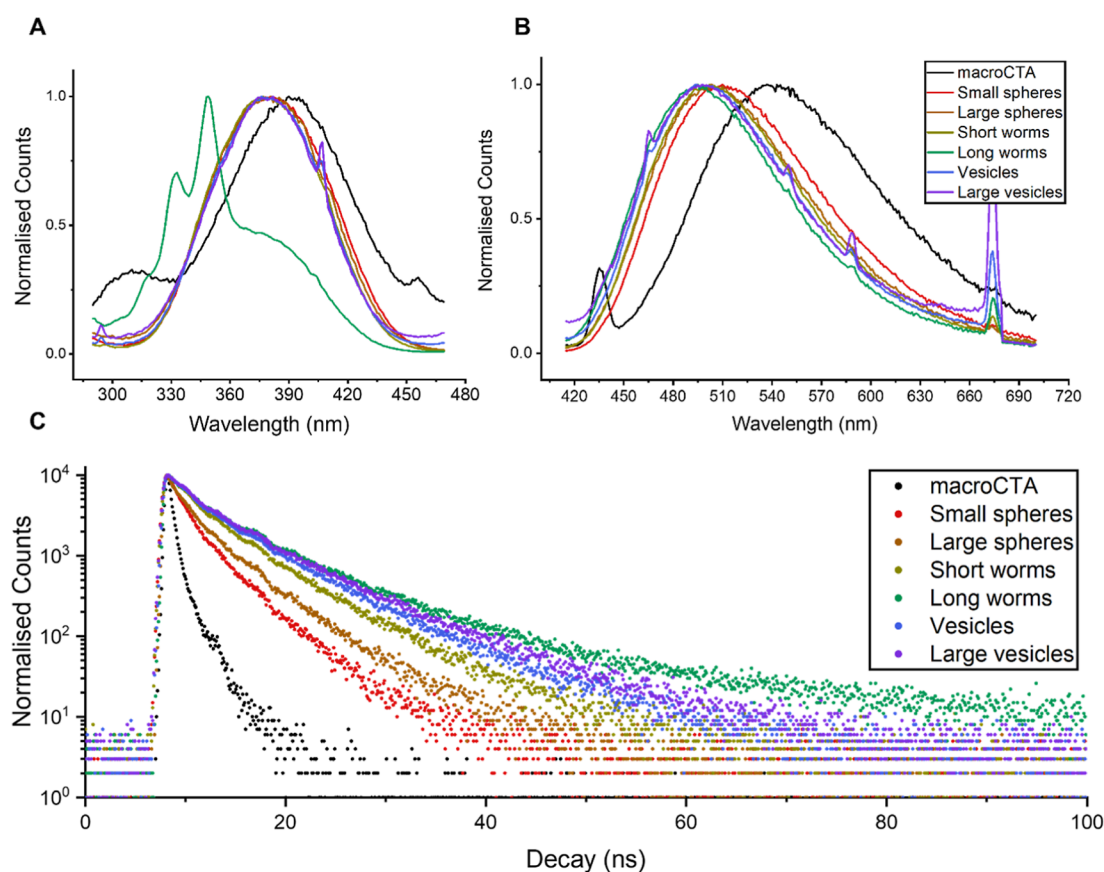 A
Normalised Counts
1.0
0.5
0.0
300 330 360 390 420 450 480
Wavelength (nm)
B
Normalised Counts
1.0
0.5
0.0
420 450 480 510 540 570 600 630 660 690 720
Wavelength (nm)
macroCTA
Small spheres
Large spheres
Short worms
Long worms
Vesicles
Large vesicles
C
Normalised Counts
10⁴
10³
10²
10¹
10⁰
0 20 40 60 80 100
Decay (ns)
macroCTA
Small spheres
Large spheres
Short worms
Long worms
Vesicles
Large vesicles